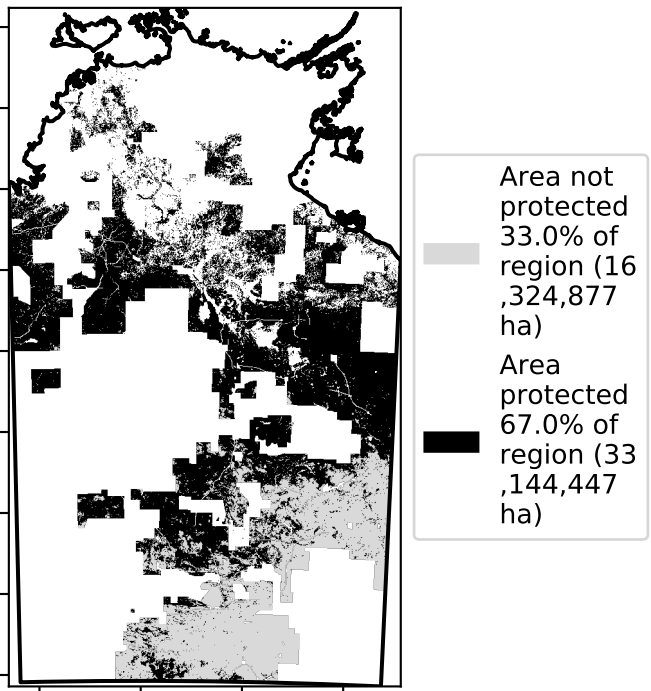 Area not
protected
33.0% of
region (16
,324,877
ha)
Area
protected
67.0% of
region (33
,144,447
ha)